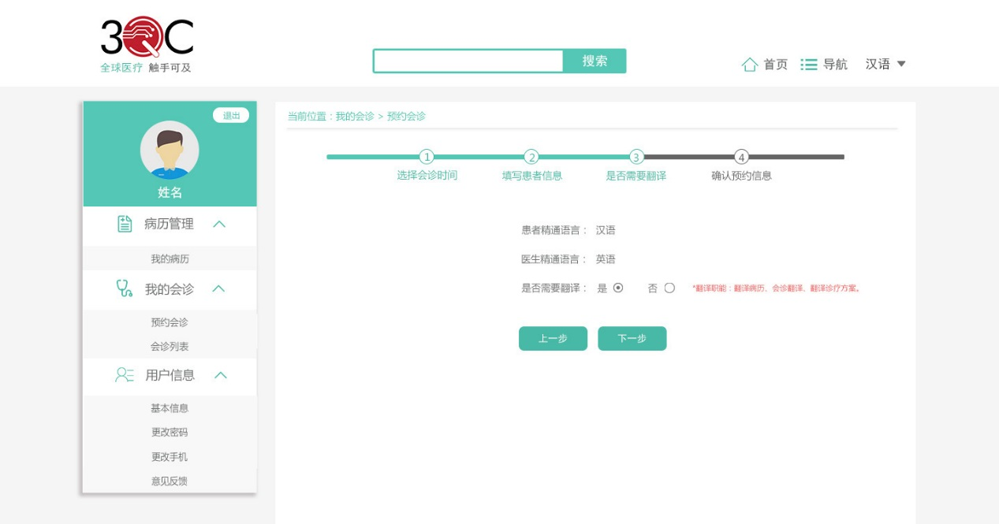 3QC
全球医疗 触手可及
搜索
首页 导航 汉语
退出
姓名
病历管理
我的病历
我的会诊
预约会诊
会诊列表
用户信息
基本信息
更改密码
更改手机
意见反馈
当前位置：我的会诊 > 预约会诊
1 2 3 4
选择会诊时间 填写患者信息 是否需要翻译 确认预约信息
患者精通语言： 汉语
医生精通语言： 英语
是否需要翻译： 是 否 *翻译职能：翻译病历、会诊翻译、翻译诊疗方案。
上一步 下一步